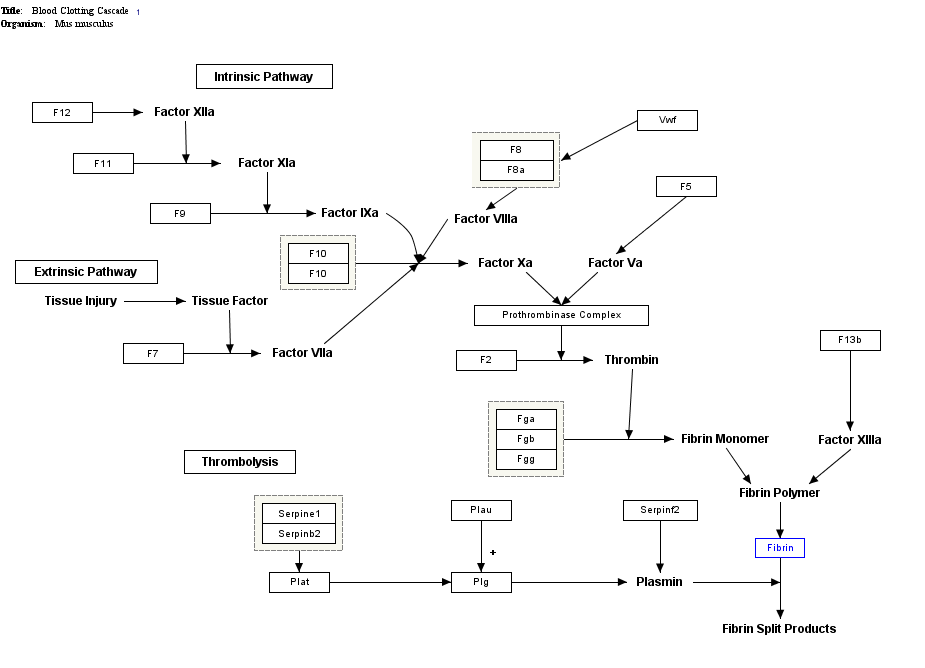 Title: Blood Clotting Cascade 1
Organism: Mus musculus
Intrinsic Pathway
F12
Factor XIIa
Vwf
F8
F8a
F11
Factor XIa
F5
F9
Factor IXa
Factor VIIIa
F10
F10
Factor Xa
Factor Va
Extrinsic Pathway
Tissue Injury
Tissue Factor
Prothrombinase Complex
F7
Factor VIIa
F2
Thrombin
F13b
Fga
Fgb
Fgg
Fibrin Monomer
Factor XIIIa
Thrombolysis
Fibrin Polymer
Serpine1
Serpinb2
Plau
Serpinf2
+
Fibrin
Plat
Plg
Plasmin
Fibrin Split Products